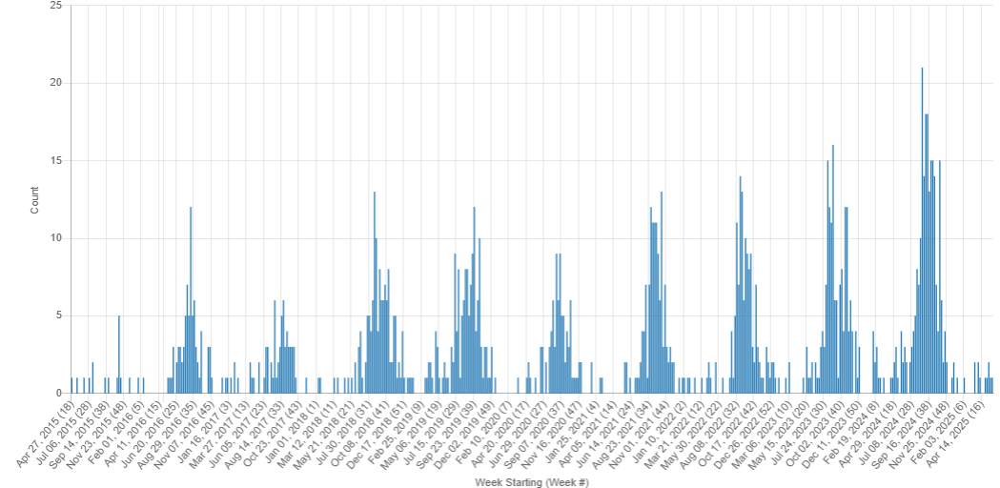 25
20
15
10
5
0
Count
Apr 27, 2015 (18)
Jul 06, 2015 (28)
Sep 14, 2015 (38)
Nov 23, 2015 (48)
Feb 01, 2016 (5)
Apr 11, 2016 (15)
Jun 20, 2016 (25)
Aug 29, 2016 (35)
Nov 07, 2016 (45)
Jan 16, 2017 (3)
Mar 27, 2017 (13)
Jun 05, 2017 (23)
Aug 14, 2017 (33)
Oct 23, 2017 (43)
Jan 01, 2018 (1)
Mar 12, 2018 (11)
May 21, 2018 (21)
Jul 30, 2018 (31)
Oct 08, 2018 (41)
Dec 17, 2018 (51)
Feb 25, 2019 (9)
May 06, 2019 (19)
Jul 15, 2019 (29)
Sep 23, 2019 (39)
Dec 02, 2019 (49)
Feb 10, 2020 (7)
Apr 20, 2020 (17)
Jun 29, 2020 (27)
Sep 07, 2020 (37)
Nov 16, 2020 (47)
Jan 25, 2021 (4)
Apr 05, 2021 (14)
Jun 14, 2021 (24)
Aug 23, 2021 (34)
Nov 01, 2021 (44)
Jan 10, 2022 (2)
Mar 21, 2022 (12)
May 30, 2022 (22)
Aug 08, 2022 (32)
Oct 17, 2022 (42)
Dec 26, 2022 (52)
Mar 06, 2023 (10)
May 15, 2023 (20)
Jul 24, 2023 (30)
Oct 02, 2023 (40)
Dec 11, 2023 (50)
Feb 19, 2024 (8)
Apr 29, 2024 (18)
Jul 08, 2024 (28)
Sep 16, 2024 (38)
Nov 25, 2024 (48)
Feb 03, 2025 (6)
Apr 14, 2025 (16)
Week Starting (Week #)